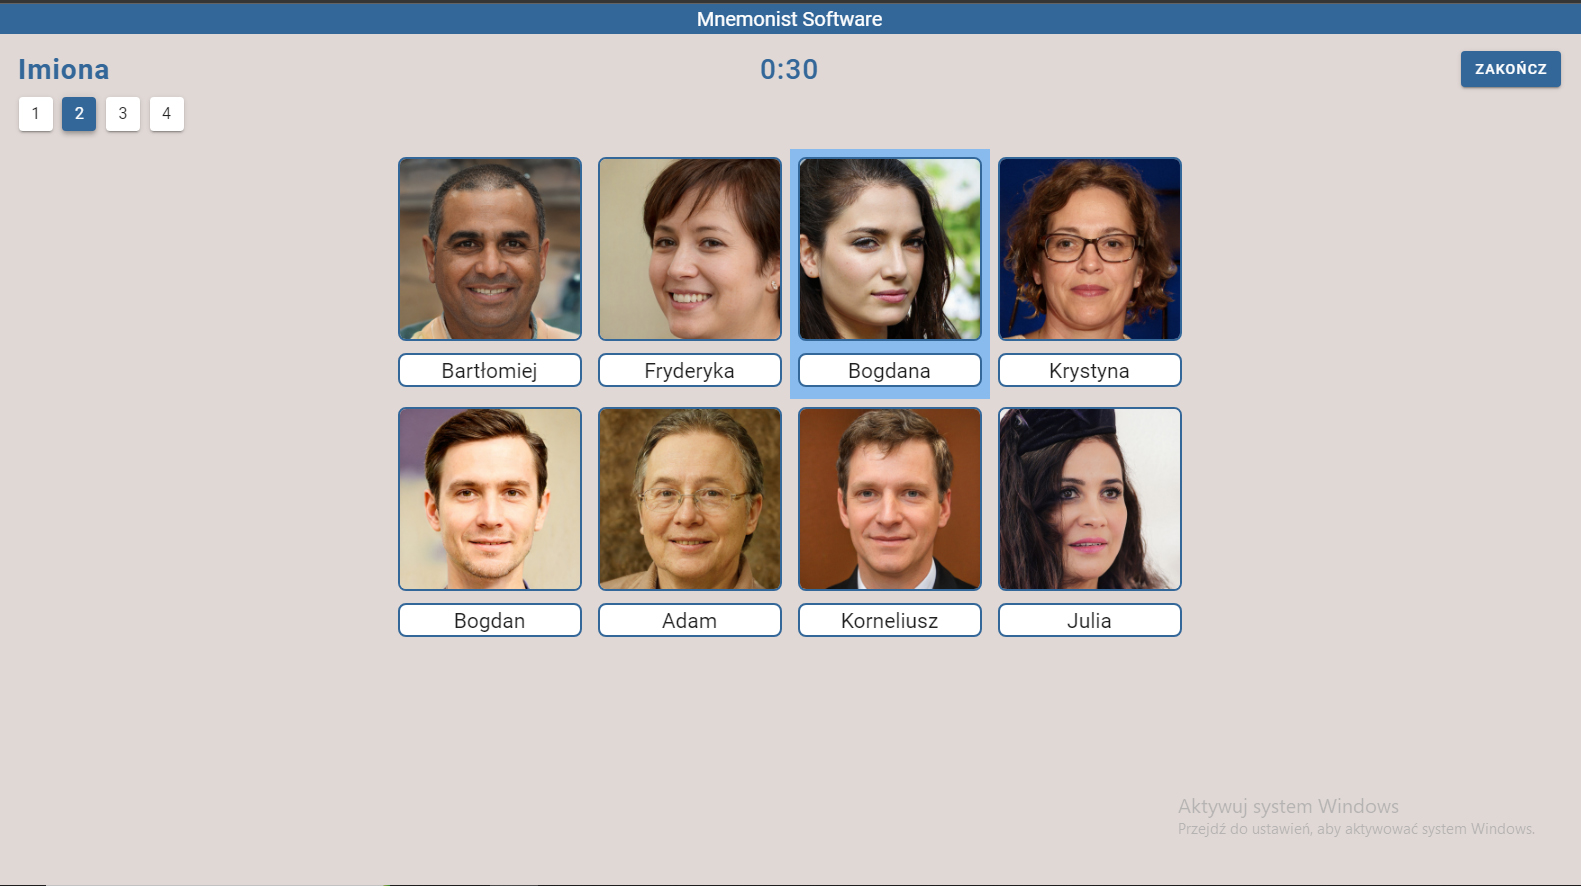 Mnemonist Software
Imiona
0:30
ZAKOŃCZ
1 2 3 4
Bartłomiej Fryderyka Bogdana Krystyna
Bogdan Adam Korneliusz Julia
Aktywuj system Windows
Przejdź do ustawień, aby aktywować system Windows.